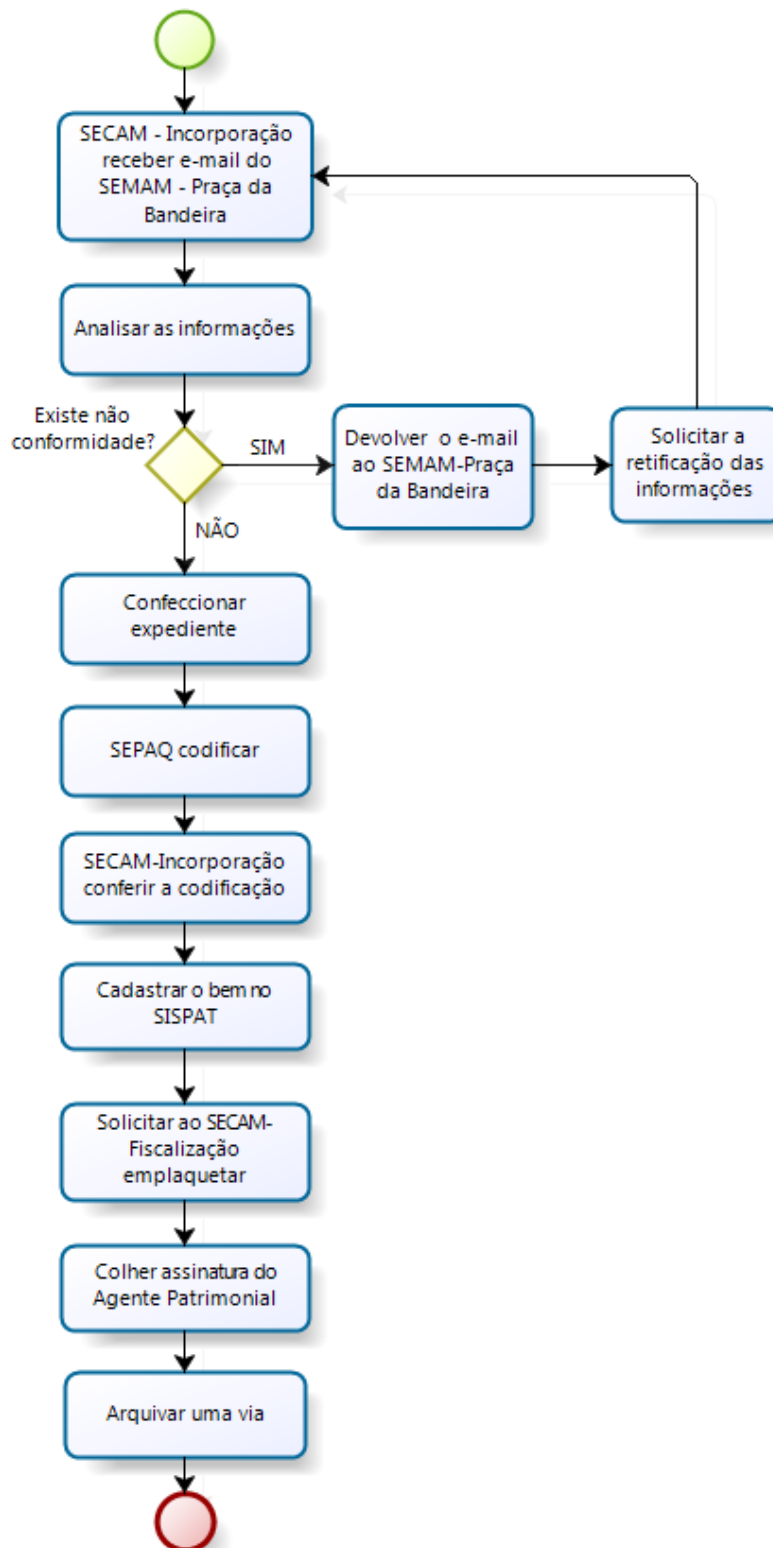 SECAM - Incorporação
receber e-mail do
SEMAM - Praça da
Bandeira
Analisar as informações
Existe não
conformidade?
SIM
Devolver o e-mail
ao SEMAM-Praça
da Bandeira
Solicitar a
retificação das
informações
NÃO
Confeccionar
expediente
SEPAQ codificar
SECAM-Incorporação
conferir a codificação
Cadastrar o bem no
SISPAT
Solicitar ao SECAM-
Fiscalização
emplaquetar
Colher assinatura do
Agente Patrimonial
Arquivar uma via